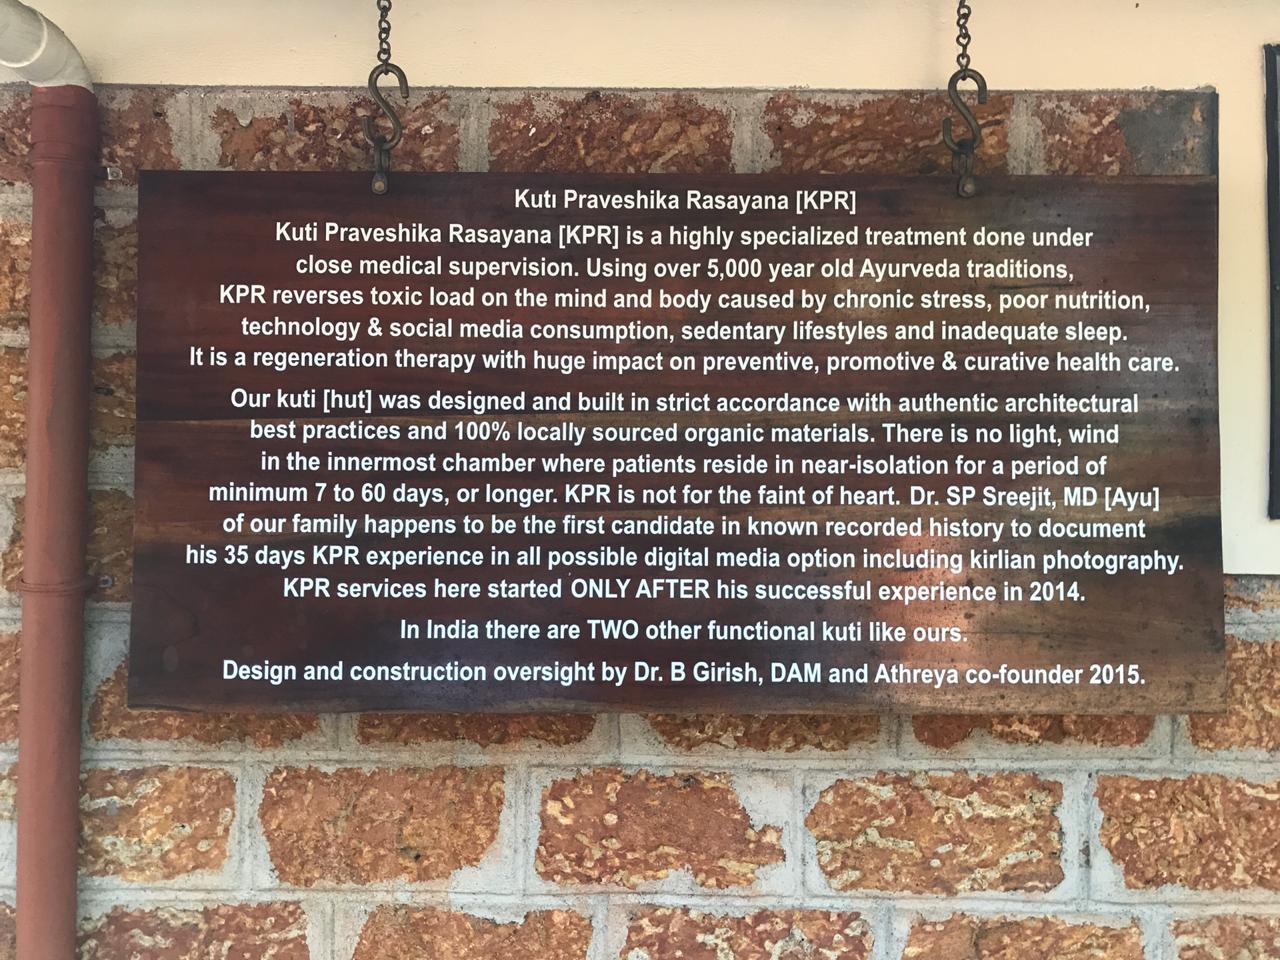 Kuti Praveshika Rasayana [KPR]
Kuti Praveshika Rasayana [KPR] is a highly specialized treatment done under
close medical supervision. Using over 5,000 year old Ayurveda traditions,
KPR reverses toxic load on the mind and body caused by chronic stress, poor nutrition,
technology & social media consumption, sedentary lifestyles and inadequate sleep.
It is a regeneration therapy with huge impact on preventive, promotive & curative health care.
Our kuti [hut] was designed and built in strict accordance with authentic architectural
best practices and 100% locally sourced organic materials. There is no light, wind
in the innermost chamber where patients reside in near-isolation for a period of
minimum 7 to 60 days, or longer. KPR is not for the faint of heart. Dr. SP Sreejit, MD [Ayu]
of our family happens to be the first candidate in known recorded history to document
his 35 days KPR experience in all possible digital media option including kirlian photography.
KPR services here started ONLY AFTER his successful experience in 2014.
In India there are TWO other functional kuti like ours.
Design and construction oversight by Dr. B Girish, DAM and Athreya co-founder 2015.